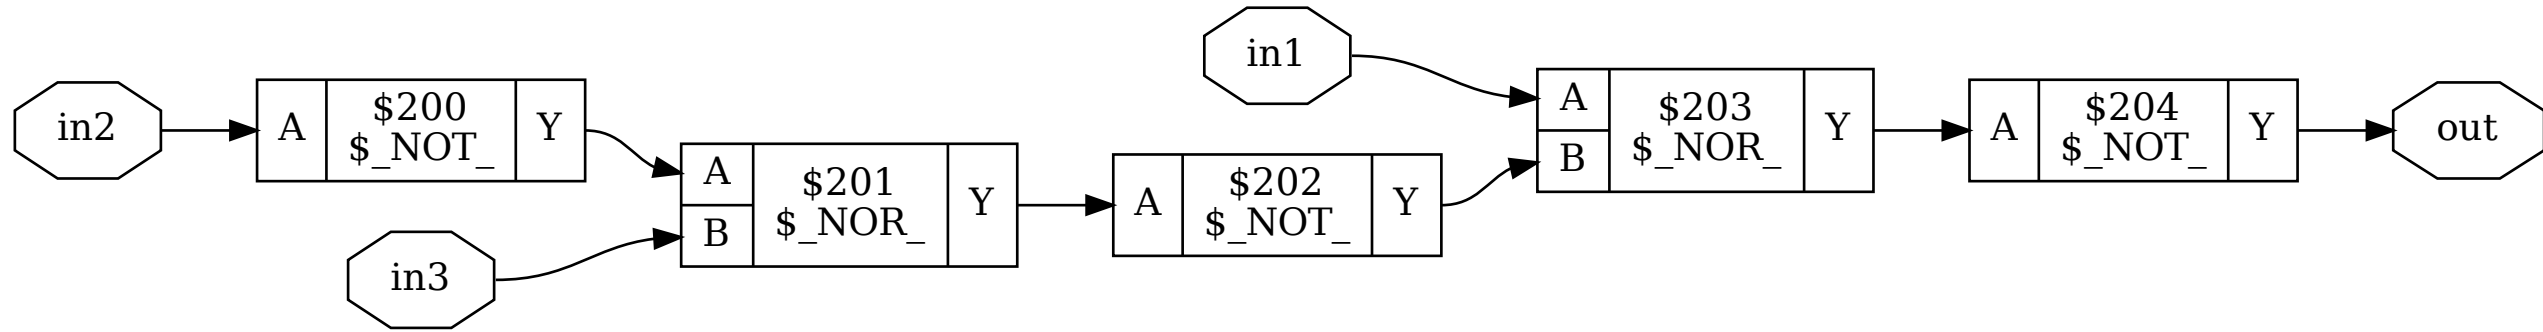 in2
A
$200
$_NOT_
Y
in3
A
B
$201
$_NOR_
Y
A
$202
$_NOT_
Y
in1
A
B
$203
$_NOR_
Y
A
$204
$_NOT_
Y
out